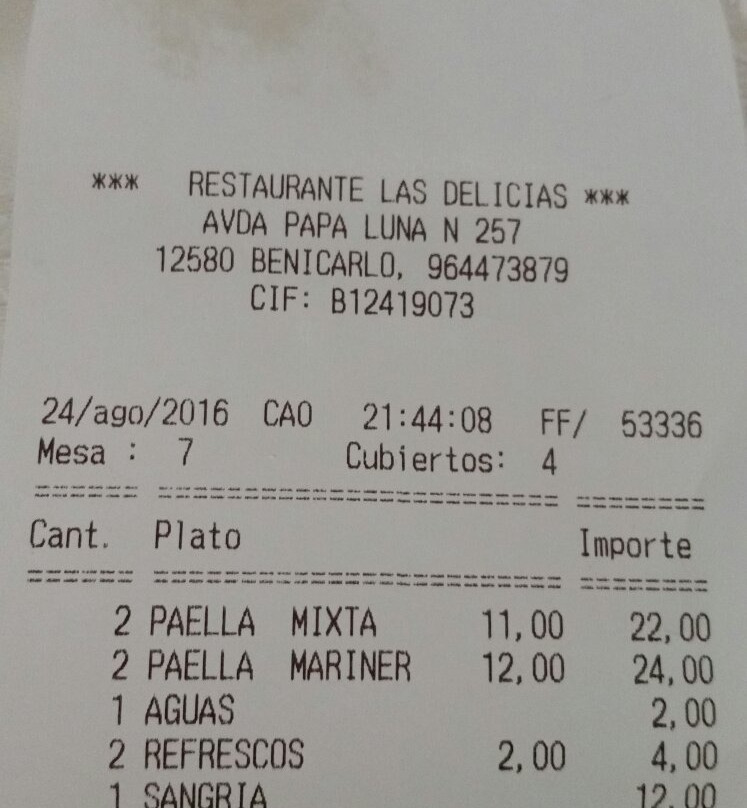 *** RESTAURANTE LAS DELICIAS ***
AVDA PAPA LUNA N 257
12580 BENICARLO, 964473879
CIF: B12419073
24/ago/2016 CAO 21:44:08 FF/ 53336
Mesa : 7 Cubiertos: 4
Cant. Plato Importe
2 PAELLA MIXTA 11,00 22,00
2 PAELLA MARINER 12,00 24,00
1 AGUAS 2,00
2 REFRESCOS 2,00 4,00
1 SANGRIA 12,00